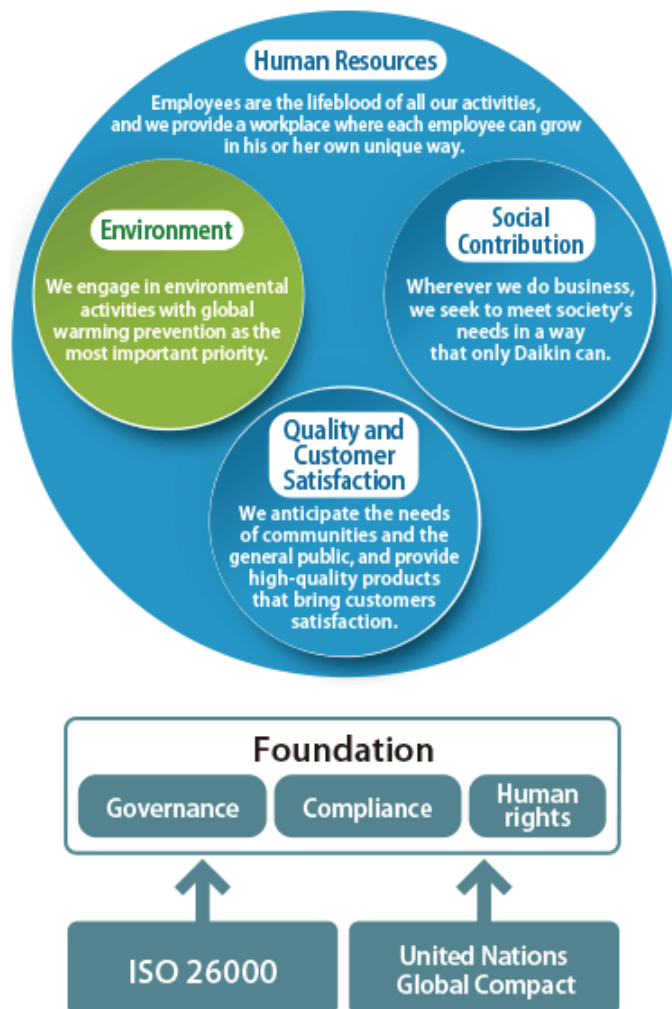 Human Resources
Employees are the lifeblood of all our activities,
and we provide a workplace where each employee can grow
in his or her own unique way.
Environment
We engage in environmental
activities with global
warming prevention as the
most important priority.
Social
Contribution
Wherever we do business,
we seek to meet society's
needs in a way
that only Daikin can.
Quality and
Customer
Satisfaction
We anticipate the needs
of communities and the
general public, and provide
high-quality products
that bring customers
satisfaction.
Foundation
Governance
Compliance
Human
rights
ISO 26000
United Nations
Global Compact